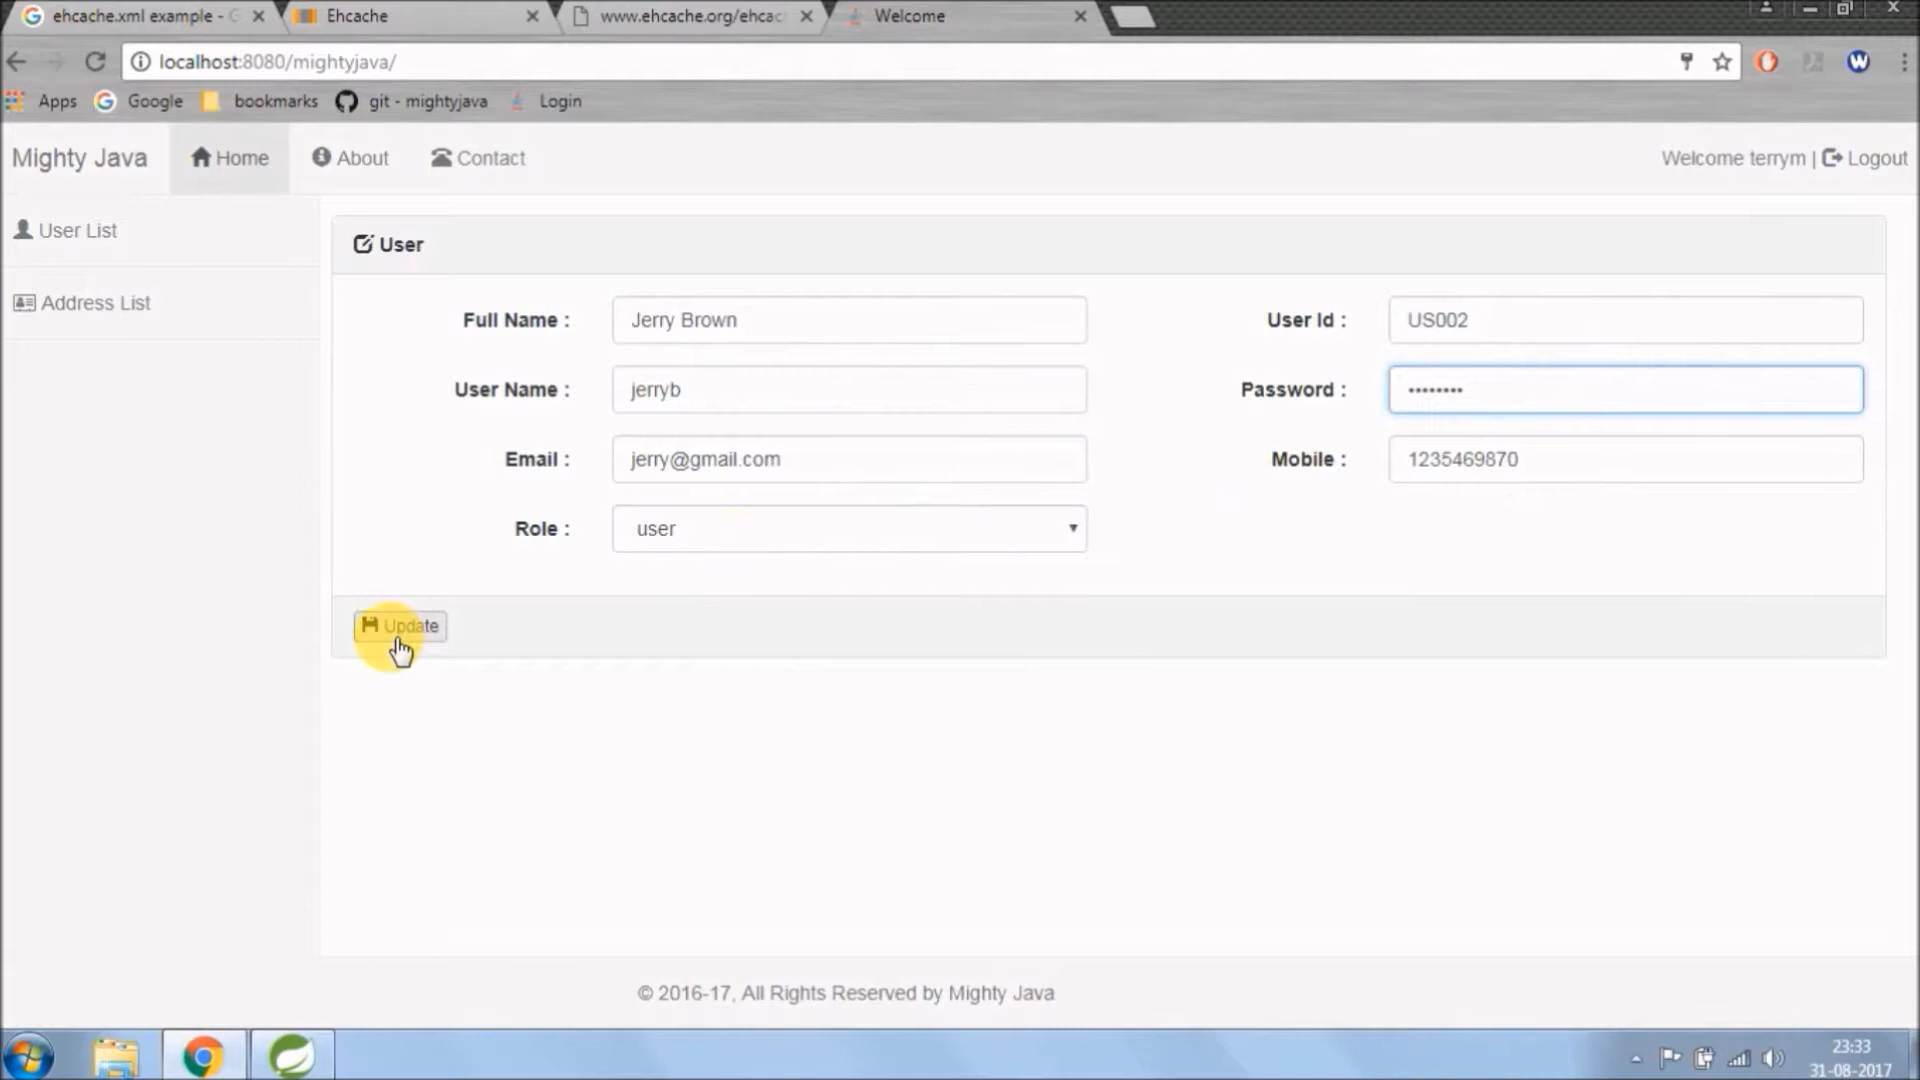 ehcache.xml example - G
Ehcache
www.ehcache.org/ehcac
Welcome
localhost:8080/mightyjava/
Apps
Google
bookmarks
git - mightyjava
Login
Mighty Java
Home
About
Contact
Welcome terrym | Logout
User List
Address List
User
Full Name : Jerry Brown
User Id : US002
User Name : jerryb
Password : ••••••••
Email : jerry@gmail.com
Mobile : 1235469870
Role : user
Update
© 2016-17, All Rights Reserved by Mighty Java
23:33
31-08-2017